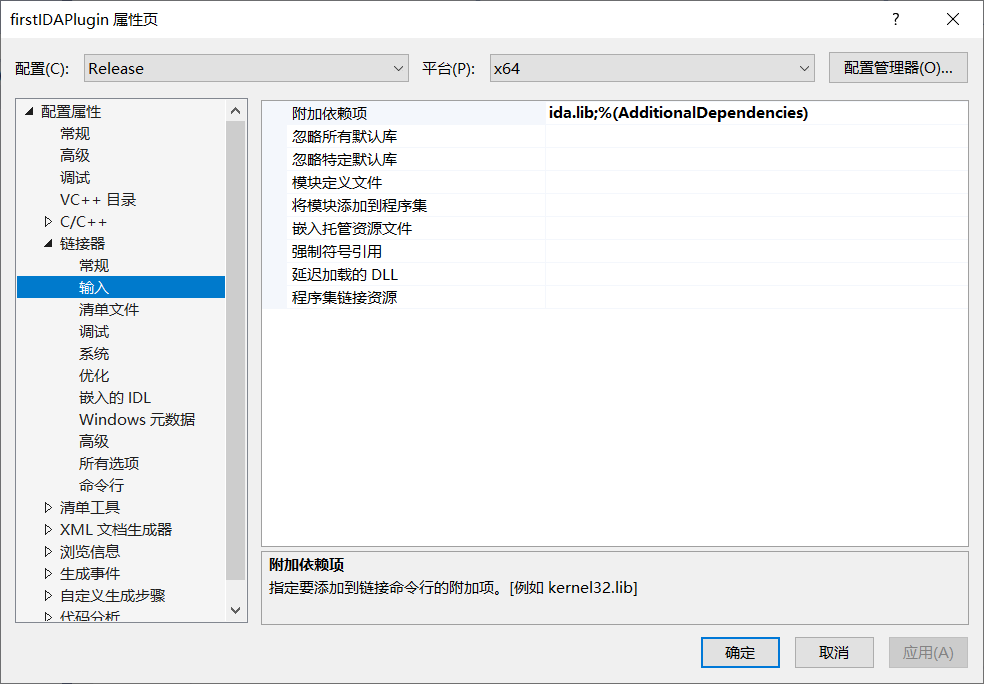 firstIDAPlugin 属性页
?
配置(C): Release 平台(P): x64 配置管理器(O)...
配置属性
常规
高级
调试
VC++ 目录
C/C++
链接器
常规
输入
清单文件
调试
系统
优化
嵌入的 IDL
Windows 元数据
高级
所有选项
命令行
清单工具
XML 文档生成器
浏览信息
生成事件
自定义生成步骤
代码分析
附加依赖项 ida.lib;%(AdditionalDependencies)
忽略所有默认库
忽略特定默认库
模块定义文件
将模块添加到程序集
嵌入托管资源文件
强制符号引用
延迟加载的 DLL
程序集链接资源
附加依赖项
指定要添加到链接命令行的附加项。[例如 kernel32.lib]
确定 取消 应用(A)